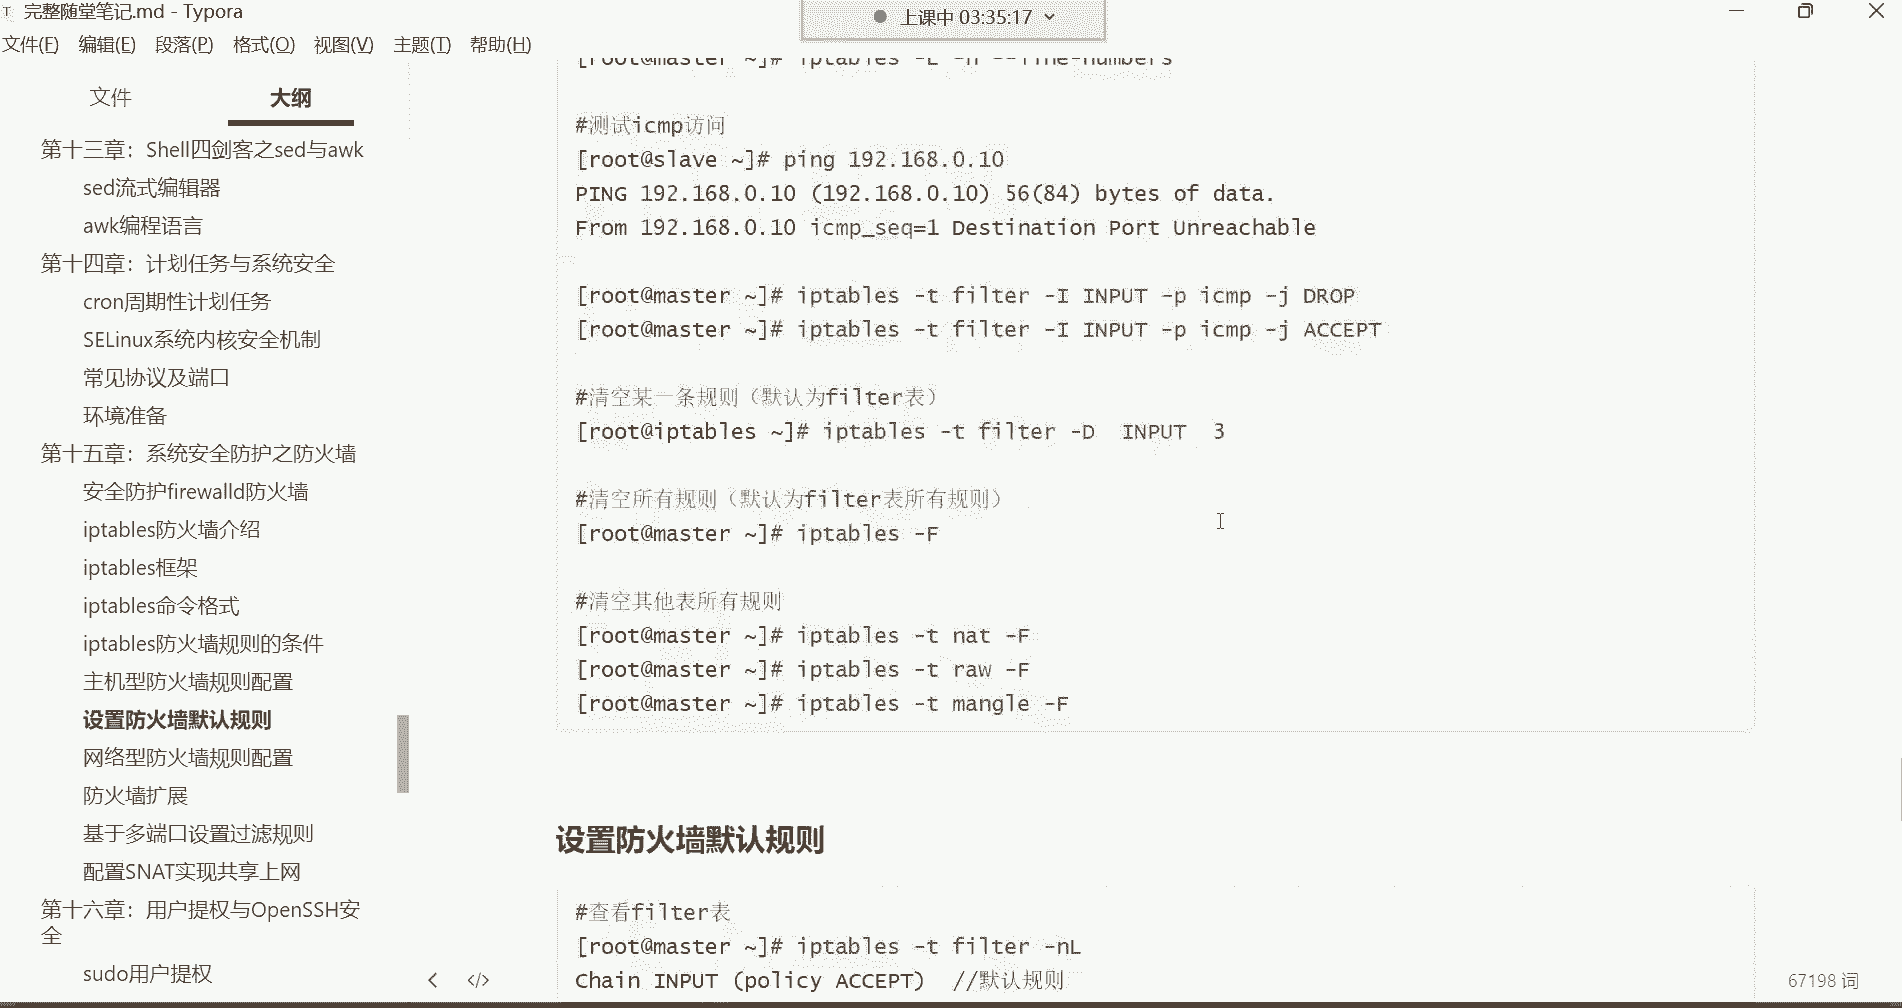 完整随堂笔记.md - Typora
上课中 03:35:17
文件(F) 编辑(E) 段落(P) 格式(O) 视图(V) 主题(T) 帮助(H)
文件 大纲
第十三章：Shell四剑客之sed与awk
sed流式编辑器
awk编程语言
第十四章：计划任务与系统安全
cron周期性计划任务
SELinux系统内核安全机制
常见协议及端口
环境准备
第十五章：系统安全防护之防火墙
安全防护firewalld防火墙
iptables防火墙介绍
iptables框架
iptables命令格式
iptables防火墙规则的条件
主机型防火墙规则配置
设置防火墙默认规则
网络型防火墙规则配置
防火墙扩展
基于多端口设置过滤规则
配置SNAT实现共享上网
第十六章：用户提权与OpenSSH安
全
sudo用户提权
[root@master ~]# iptables -L -n --line-numbers
#测试icmp访问
[root@slave ~]# ping 192.168.0.10
PING 192.168.0.10 (192.168.0.10) 56(84) bytes of data.
From 192.168.0.10 icmp_seq=1 Destination Port Unreachable
[root@master ~]# iptables -t filter -I INPUT -p icmp -j DROP
[root@master ~]# iptables -t filter -I INPUT -p icmp -j ACCEPT
#清空某一条规则（默认为filter表）
[root@iptables ~]# iptables -t filter -D  INPUT  3
#清空所有规则（默认为filter表所有规则）
[root@master ~]# iptables -F
#清空其他表所有规则
[root@master ~]# iptables -t nat -F
[root@master ~]# iptables -t raw -F
[root@master ~]# iptables -t mangle -F
设置防火墙默认规则
#查看filter表
[root@master ~]# iptables -t filter -nL
Chain INPUT (policy ACCEPT)  //默认规则
67198 词